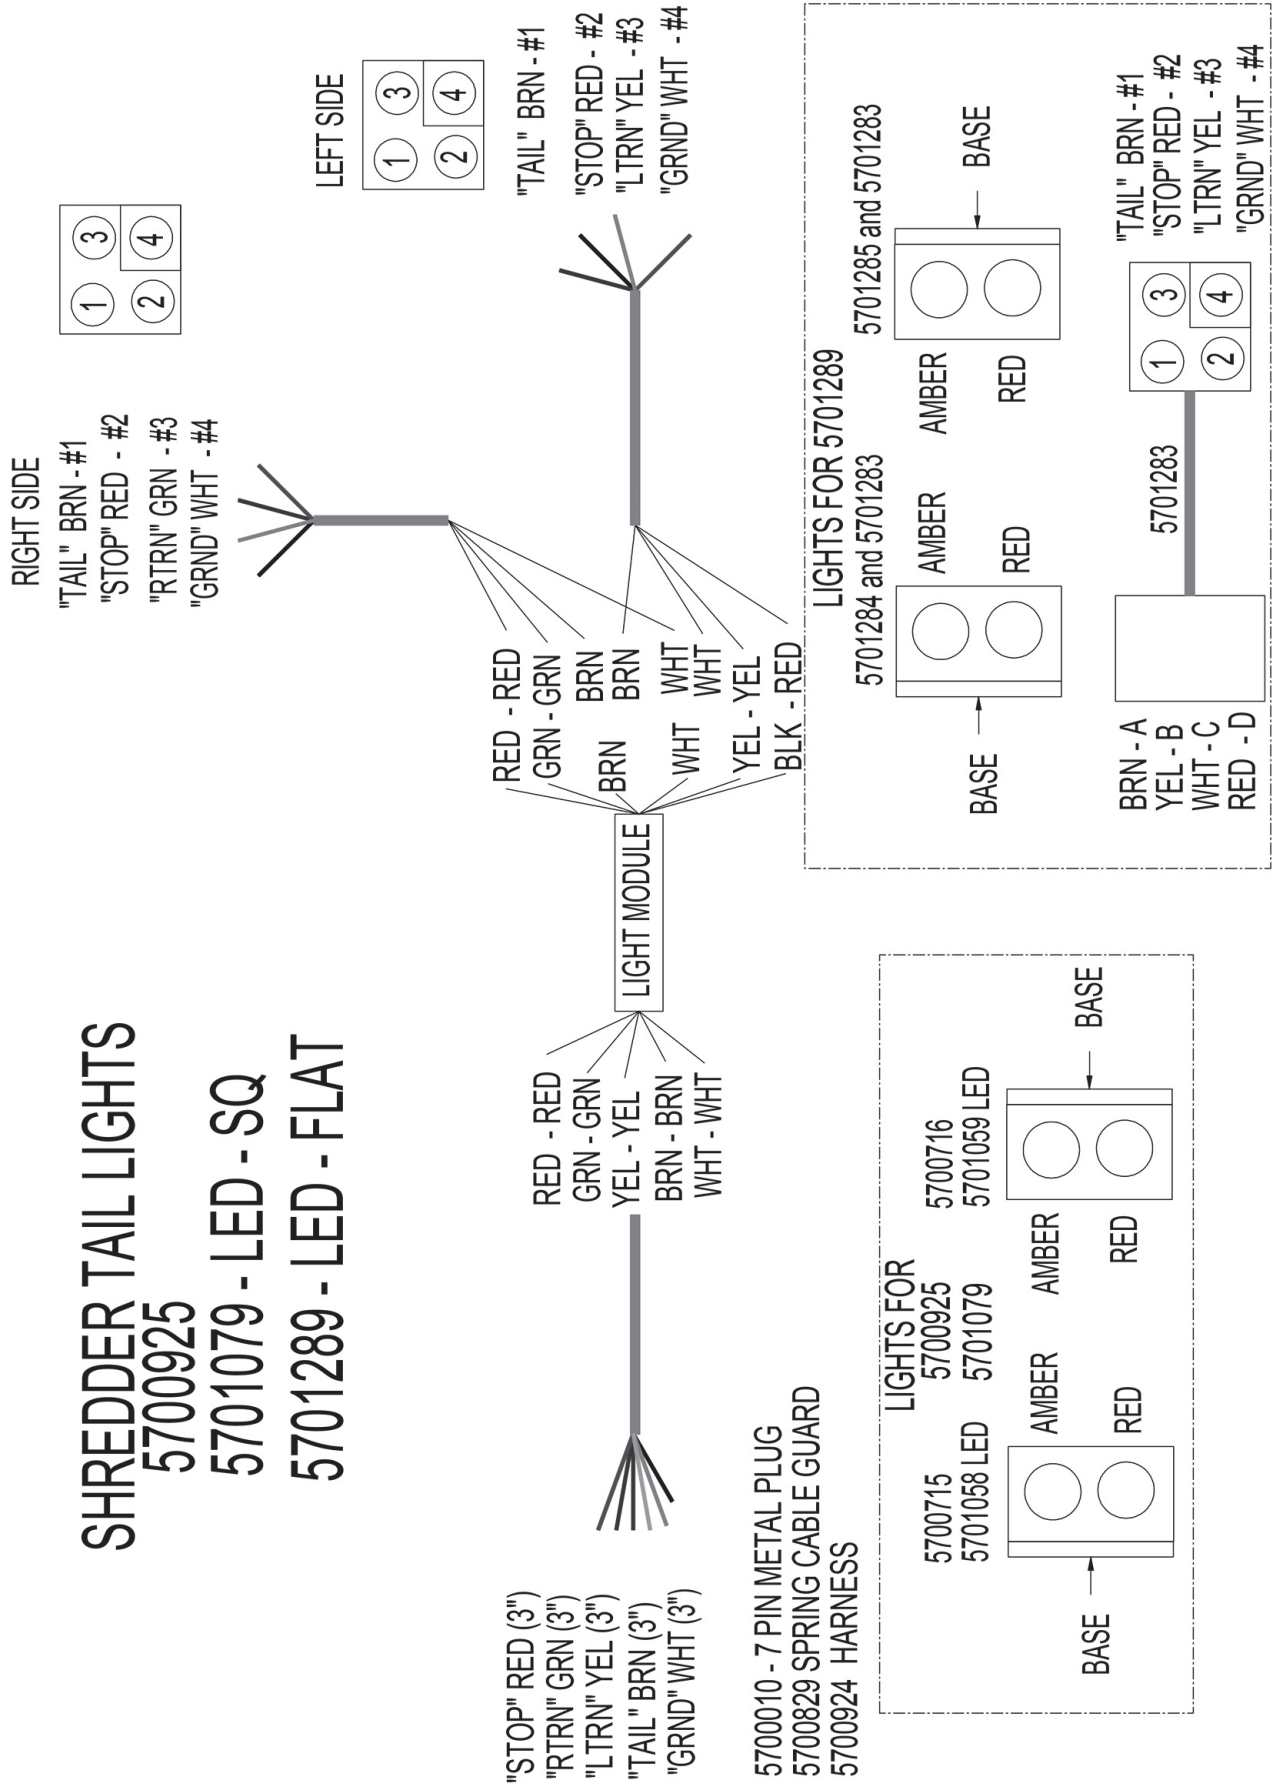 SHREDDER TAIL LIGHTS
5700925
5701079 - LED - SQ
5701289 - LED - FLAT
RIGHT SIDE
"TAIL" BRN - #1
"STOP" RED - #2
"RTRN" GRN - #3
"GRND" WHT - #4
1
3
2
4
LEFT SIDE
1
3
2
4
"TAIL" BRN - #1
"STOP" RED - #2
"LTRN" YEL - #3
"GRND" WHT - #4
"STOP" RED (3")
"RTRN" GRN (3")
"LTRN" YEL (3")
"TAIL" BRN (3")
"GRND" WHT (3")
RED - RED
GRN - GRN
YEL - YEL
BRN - BRN
WHT - WHT
LIGHT MODULE
RED - RED
GRN - GRN
BRN
BRN
BRN
WHT
WHT
WHT
YEL - YEL
BLK - RED
5700010 - 7 PIN METAL PLUG
5700829 SPRING CABLE GUARD
5700924 HARNESS
LIGHTS FOR
5700925
5701079
5700715
5701058 LED
5700716
5701059 LED
AMBER
AMBER
RED
RED
BASE
BASE
LIGHTS FOR 5701289
5701284 and 5701283
5701285 and 5701283
AMBER
AMBER
RED
RED
BASE
BASE
BRN - A
YEL - B
WHT - C
RED - D
5701283
1
3
2
4
"TAIL" BRN - #1
"STOP" RED - #2
"LTRN" YEL - #3
"GRND" WHT - #4